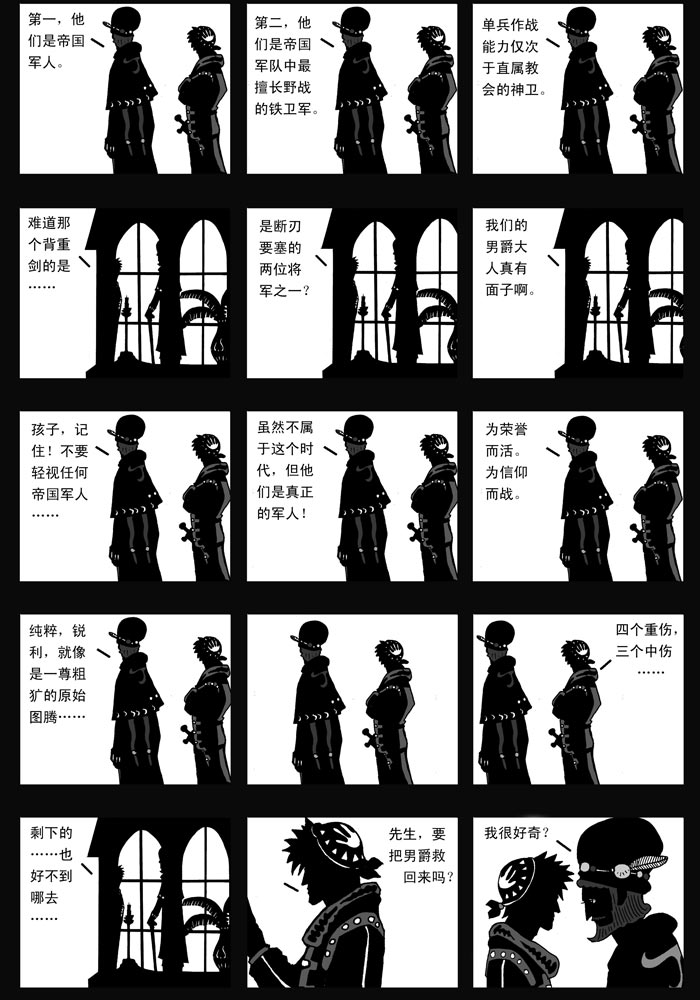 第一，他
们是帝国
军人。
第二，他
们是帝国
军队中最
擅长野战
的铁卫军。
单兵作战
能力仅次
于直属教
会的神卫。
难道那
个背重
剑的是
……
是断刃
要塞的
两位将
军之一？
我们的
男爵大
人真有
面子啊。
孩子，记
住！不要
轻视任何
帝国军人
……
虽然不属
于这个时
代，但他
们是真正
的军人！
为荣誉
而活。
为信仰
而战。
纯粹，锐
利，就像
是一尊粗
犷的原始
图腾……
四个重伤，
三个中伤
……
剩下的
……也
好不到
哪去
……
先生，要
把男爵救
回来吗？
我很好奇？